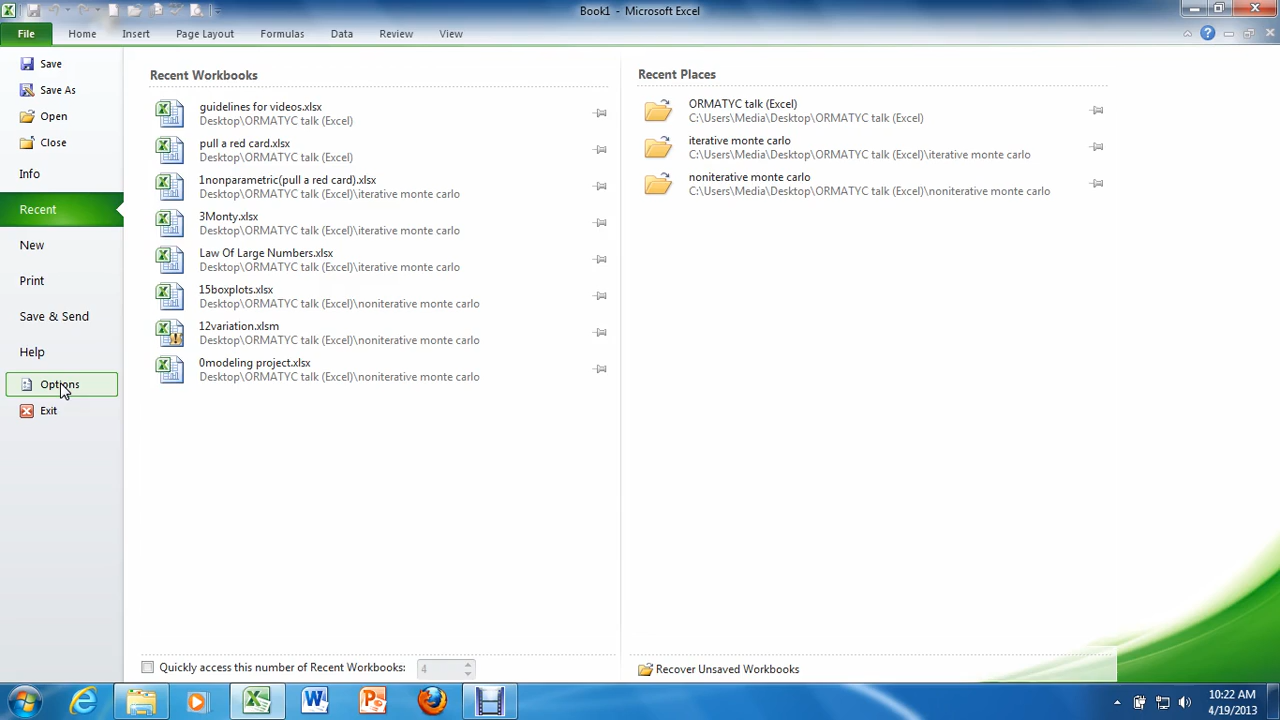 Book1 - Microsoft Excel
File Home Insert Page Layout Formulas Data Review View
Save
Save As
Open
Close
Info
Recent
New
Print
Save & Send
Help
Options
Exit
Recent Workbooks
guidelines for videos.xlsx
Desktop\ORMATYC talk (Excel)
pull a red card.xlsx
Desktop\ORMATYC talk (Excel)
1nonparametric(pull a red card).xlsx
Desktop\ORMATYC talk (Excel)\iterative monte carlo
3Monty.xlsx
Desktop\ORMATYC talk (Excel)\iterative monte carlo
Law Of Large Numbers.xlsx
Desktop\ORMATYC talk (Excel)\iterative monte carlo
15boxplots.xlsx
Desktop\ORMATYC talk (Excel)\noniterative monte carlo
12variation.xlsm
Desktop\ORMATYC talk (Excel)\noniterative monte carlo
0modeling project.xlsx
Desktop\ORMATYC talk (Excel)\noniterative monte carlo
Quickly access this number of Recent Workbooks: 4
Recent Places
ORMATYC talk (Excel)
C:\Users\Media\Desktop\ORMATYC talk (Excel)
iterative monte carlo
C:\Users\Media\Desktop\ORMATYC talk (Excel)\iterative monte carlo
noniterative monte carlo
C:\Users\Media\Desktop\ORMATYC talk (Excel)\noniterative monte carlo
Recover Unsaved Workbooks
10:22 AM
4/19/2013